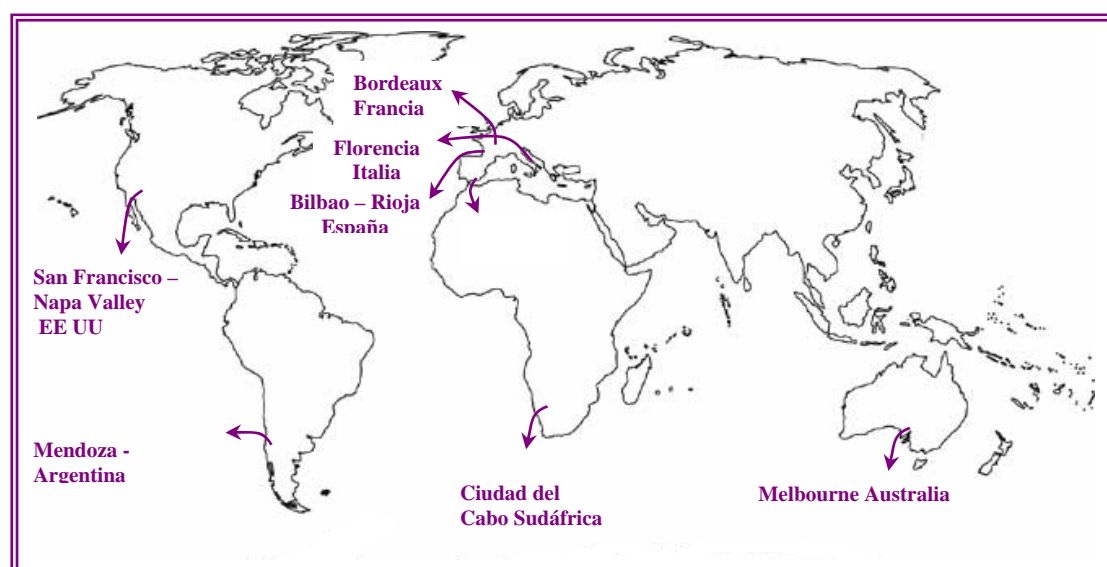 Bordeaux
Francia
Florencia
Italia
Bilbao – Rioja
España
San Francisco –
Napa Valley
EE UU
Mendoza -
Argentina
Ciudad del
Cabo Sudáfrica
Melbourne Australia